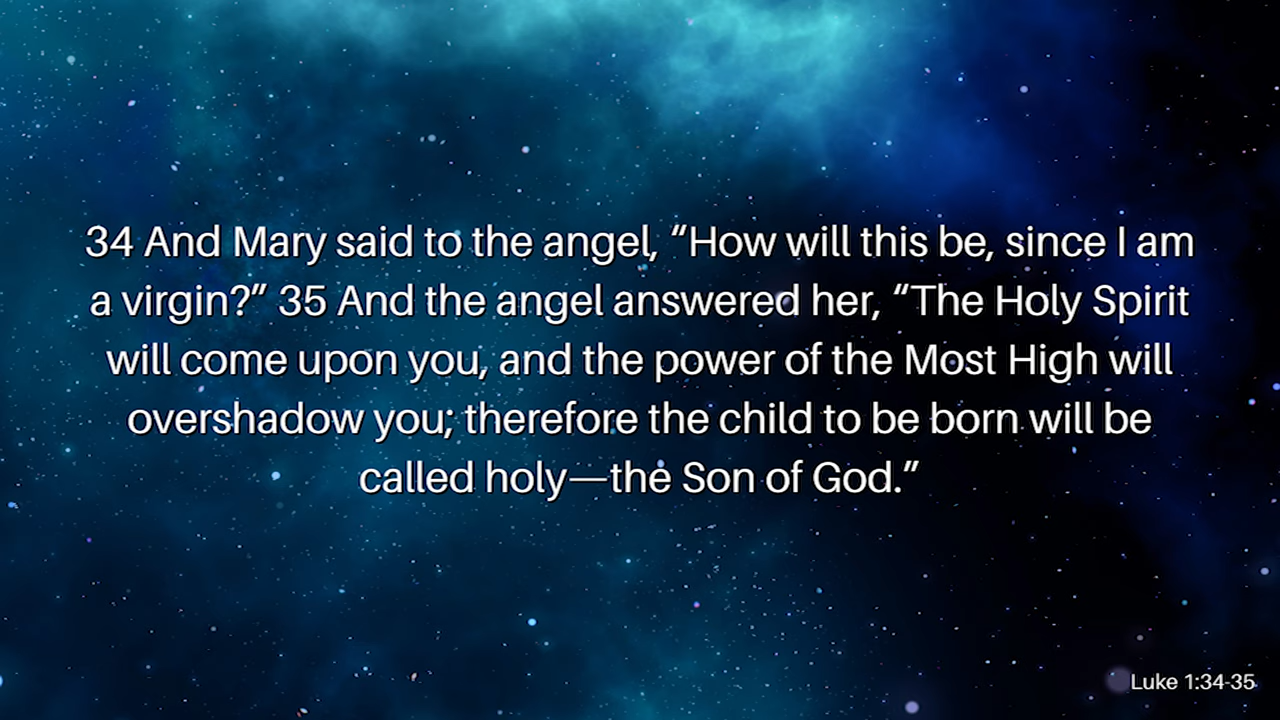 34 And Mary said to the angel, “How will this be, since I am
a virgin?” 35 And the angel answered her, “The Holy Spirit
will come upon you, and the power of the Most High will
overshadow you; therefore the child to be born will be
called holy—the Son of God.”
Luke 1:34-35